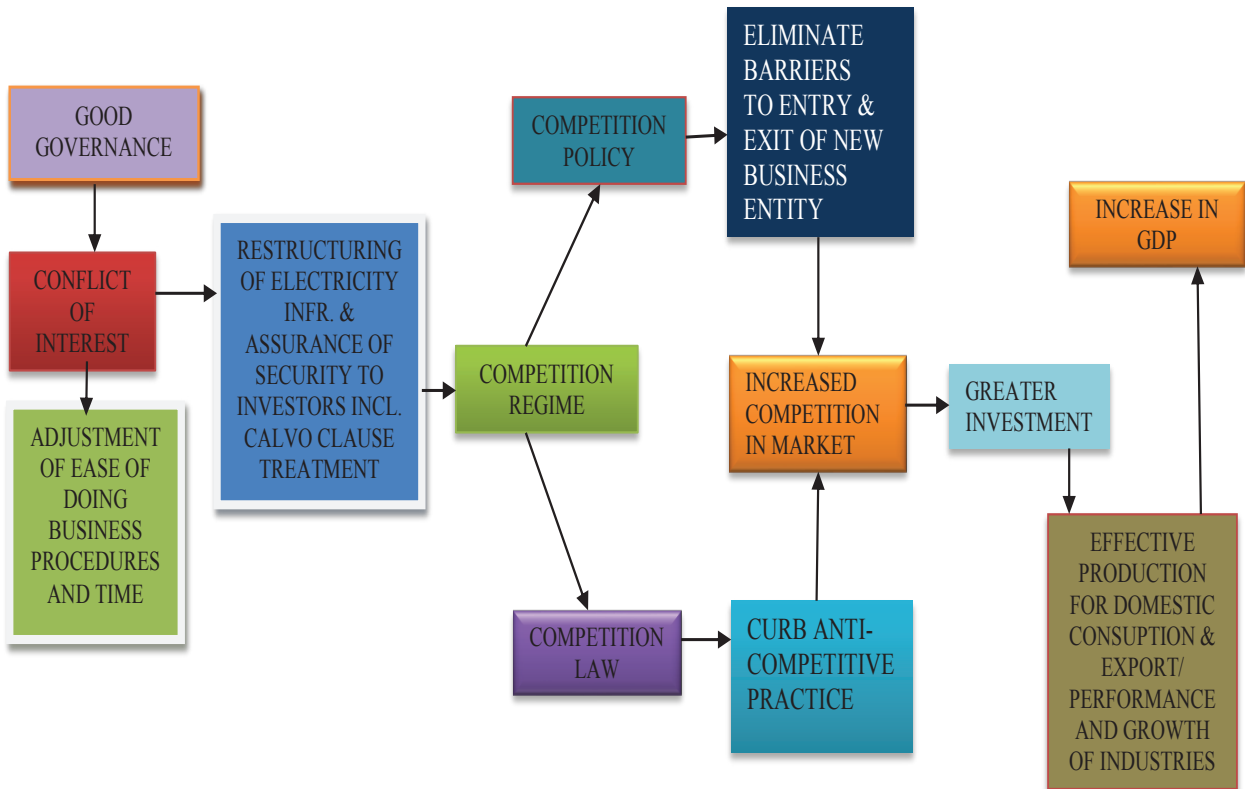 GOOD
GOVERNANCE
CONFLICT
OF
INTEREST
ADJUSTMENT
OF EASE OF
DOING
BUSINESS
PROCEDURES
AND TIME
RESTRUCTURING
OF ELECTRICITY
INFR. &
ASSURANCE OF
SECURITY TO
INVESTORS INCL.
CALVO CLAUSE
TREATMENT
COMPETITION
REGIME
COMPETITION
POLICY
ELIMINATE
BARRIERS
TO ENTRY &
EXIT OF NEW
BUSINESS
ENTITY
COMPETITION
LAW
CURB ANTI-
COMPETITIVE
PRACTICE
INCREASED
COMPETITION
IN MARKET
GREATER
INVESTMENT
EFFECTIVE
PRODUCTION
FOR DOMESTIC
CONSUPTION &
EXPORT/
PERFORMANCE
AND GROWTH
OF INDUSTRIES
INCREASE IN
GDP